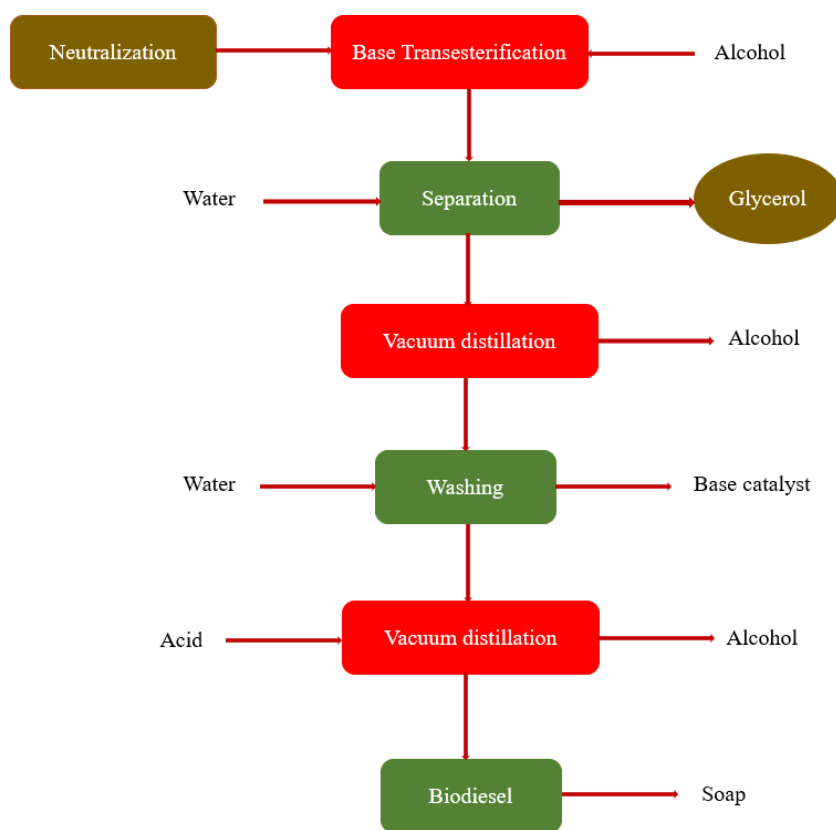 Neutralization
Base Transesterification
Alcohol
Water
Separation
Glycerol
Vacuum distillation
Alcohol
Water
Washing
Base catalyst
Acid
Vacuum distillation
Alcohol
Biodiesel
Soap